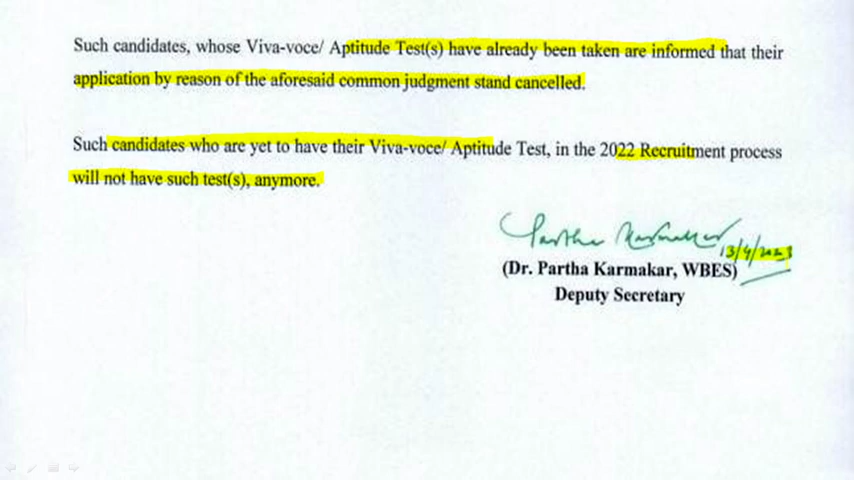 Such candidates, whose Viva-voce/ Aptitude Test(s) have already been taken are informed that their
application by reason of the aforesaid common judgment stand cancelled.
Such candidates who are yet to have their Viva-voce/ Aptitude Test, in the 2022 Recruitment process
will not have such test(s), anymore.
Partha Karmakar
13/4/2023
(Dr. Partha Karmakar, WBES)
Deputy Secretary